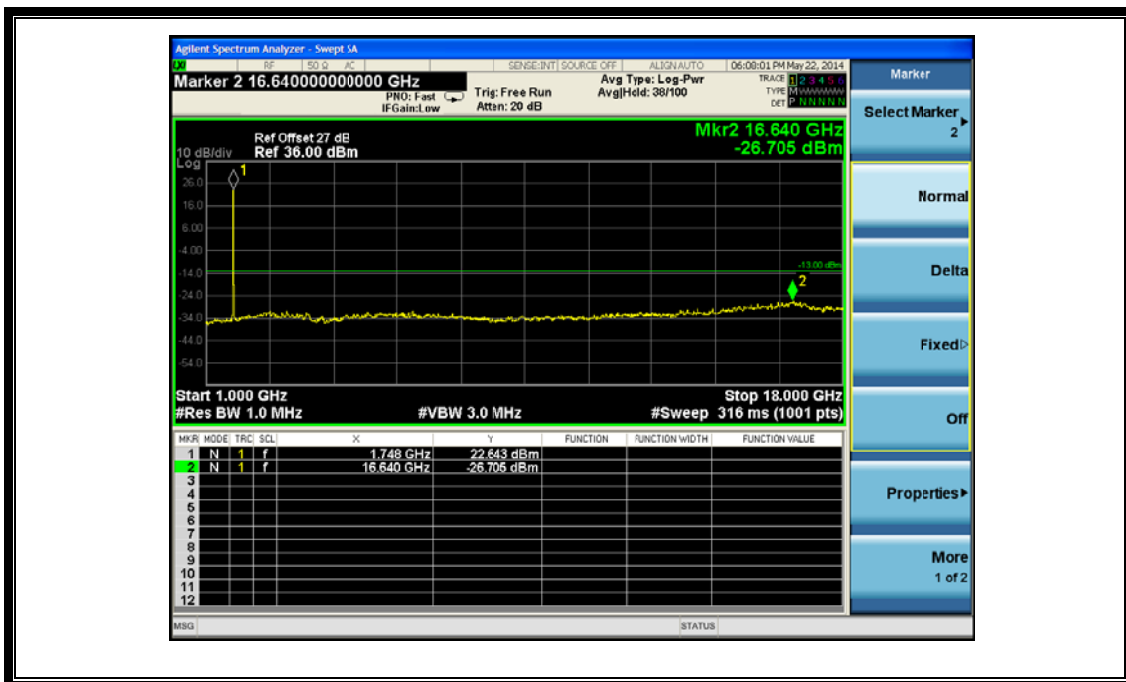 Agilent Spectrum Analyzer - Swept SA
LXI RF 50 Ω AC SENSE:INT SOURCE OFF ALIGN AUTO 06:08:01 PM May 22, 2014
Marker 2 16.640000000000 GHz
PNO: Fast
IFGain:Low
Trig: Free Run
Atten: 20 dB
Avg Type: Log-Pwr
Avg|Hold: 38/100
TRACE 1 2 3 4 5 6
TYPE M WWWWW
DET P N N N N N
Ref Offset 27 dB
Ref 36.00 dBm
10 dB/div
Log
Mkr2 16.640 GHz
-26.705 dBm
1
26.0
16.0
6.00
-4.00
-13.00 dBm
-14.0
2
-24.0
-34.0
-44.0
-54.0
Start 1.000 GHz Stop 18.000 GHz
#Res BW 1.0 MHz #VBW 3.0 MHz #Sweep 316 ms (1001 pts)
MKR MODE TRC SCL X Y FUNCTION FUNCTION WIDTH FUNCTION VALUE
1 N 1 f 1.748 GHz 22.643 dBm
2 N 1 f 16.640 GHz -26.705 dBm
3
4
5
6
7
8
9
10
11
12
MSG STATUS
Marker
Select Marker
2
Normal
Delta
Fixed
Off
Properties
More
1 of 2